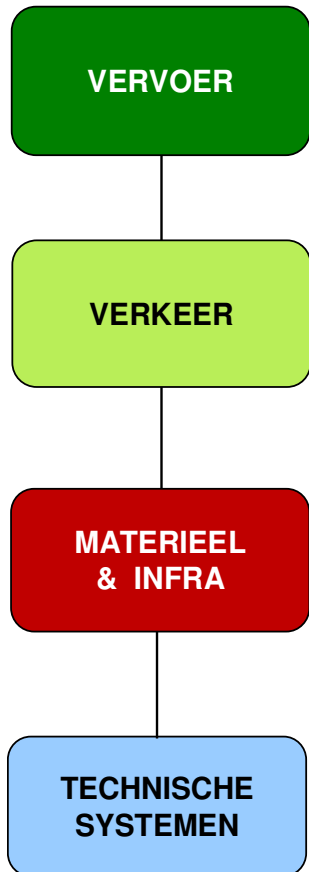 VERVOER
VERKEER
MATERIEEL
& INFRA
TECHNISCHE
SYSTEMEN